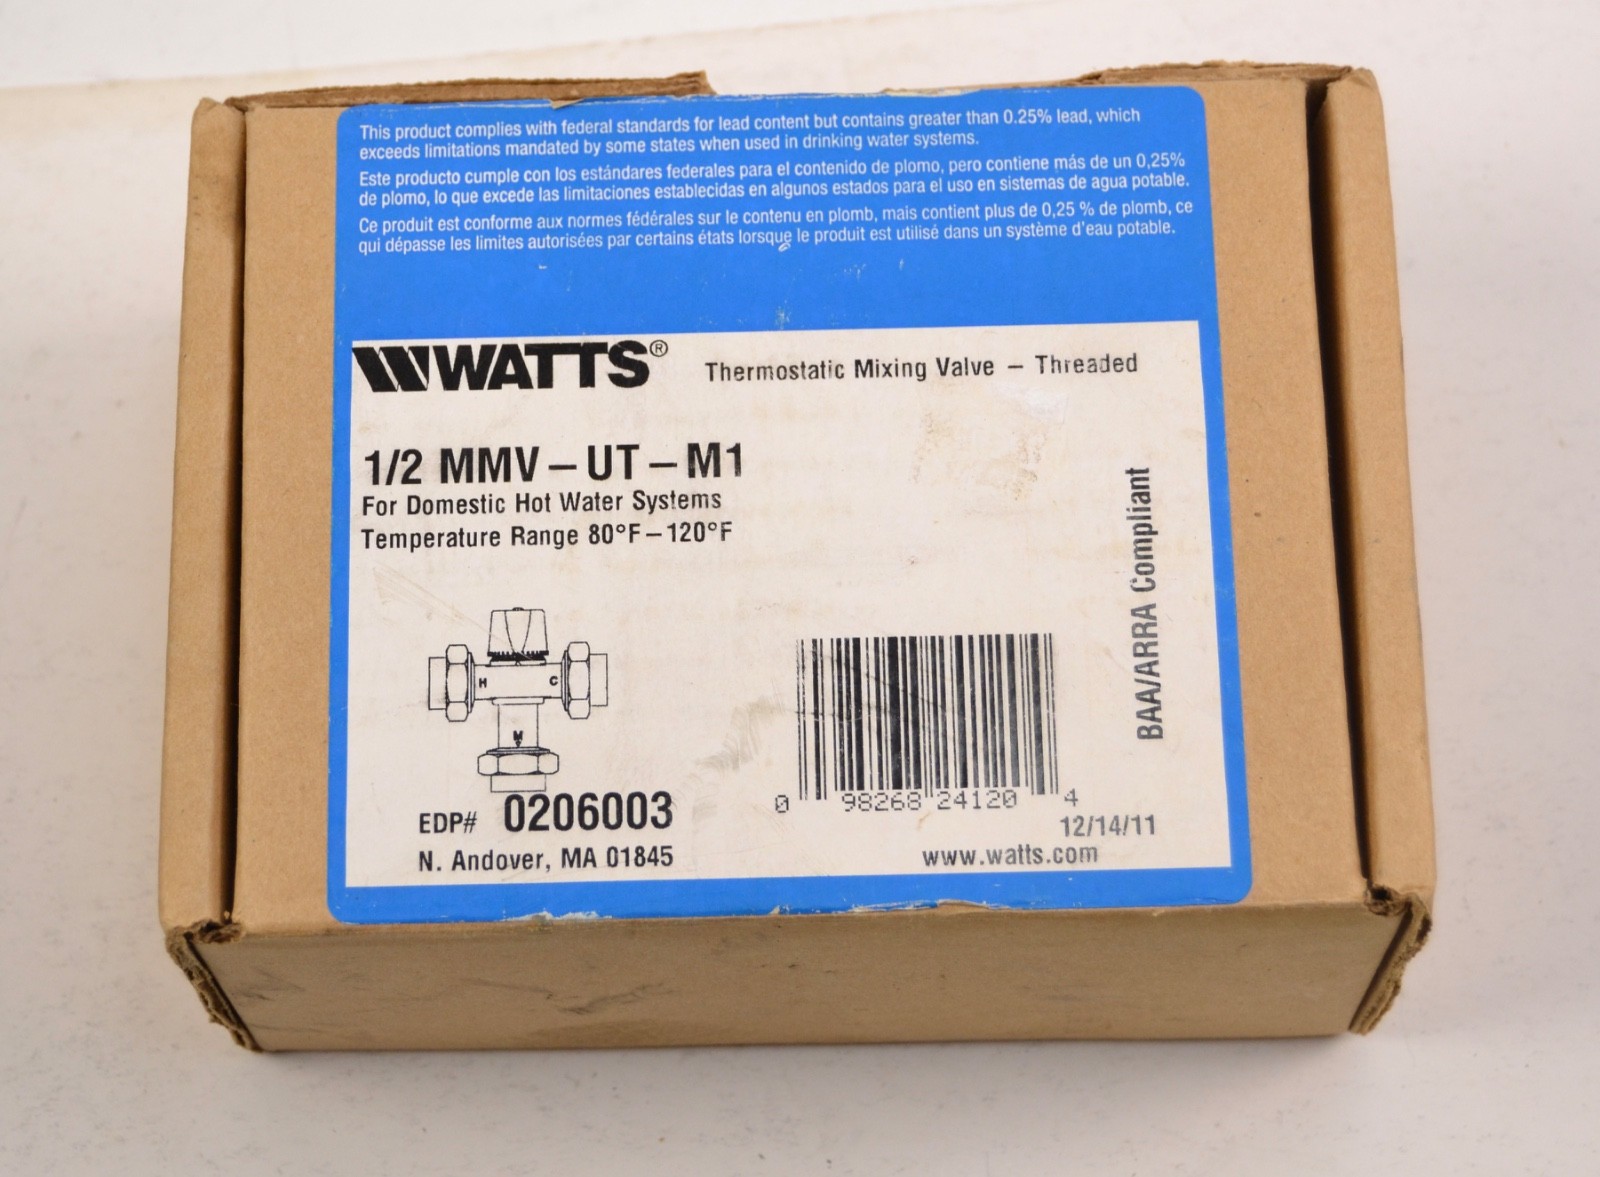 This product complies with federal standards for lead content but contains greater than 0.25% lead, which
exceeds limitations mandated by some states when used in drinking water systems.
Este producto cumple con los estándares federales para el contenido de plomo, pero contiene más de un 0,25%
de plomo, lo que excede las limitaciones establecidas en algunos estados para el uso en sistemas de agua potable.
Ce produit est conforme aux normes fédérales sur le contenu en plomb, mais contient plus de 0,25 % de plomb, ce
qui dépasse les limites autorisées par certains états lorsque le produit est utilisé dans un système d'eau potable.
WATTS®
Thermostatic Mixing Valve – Threaded
1/2 MMV – UT – M1
For Domestic Hot Water Systems
Temperature Range 80°F – 120°F
BAA/ARRA Compliant
H C
M
EDP# 0206003
N. Andover, MA 01845
0 98268 24120 4
12/14/11
www.watts.com